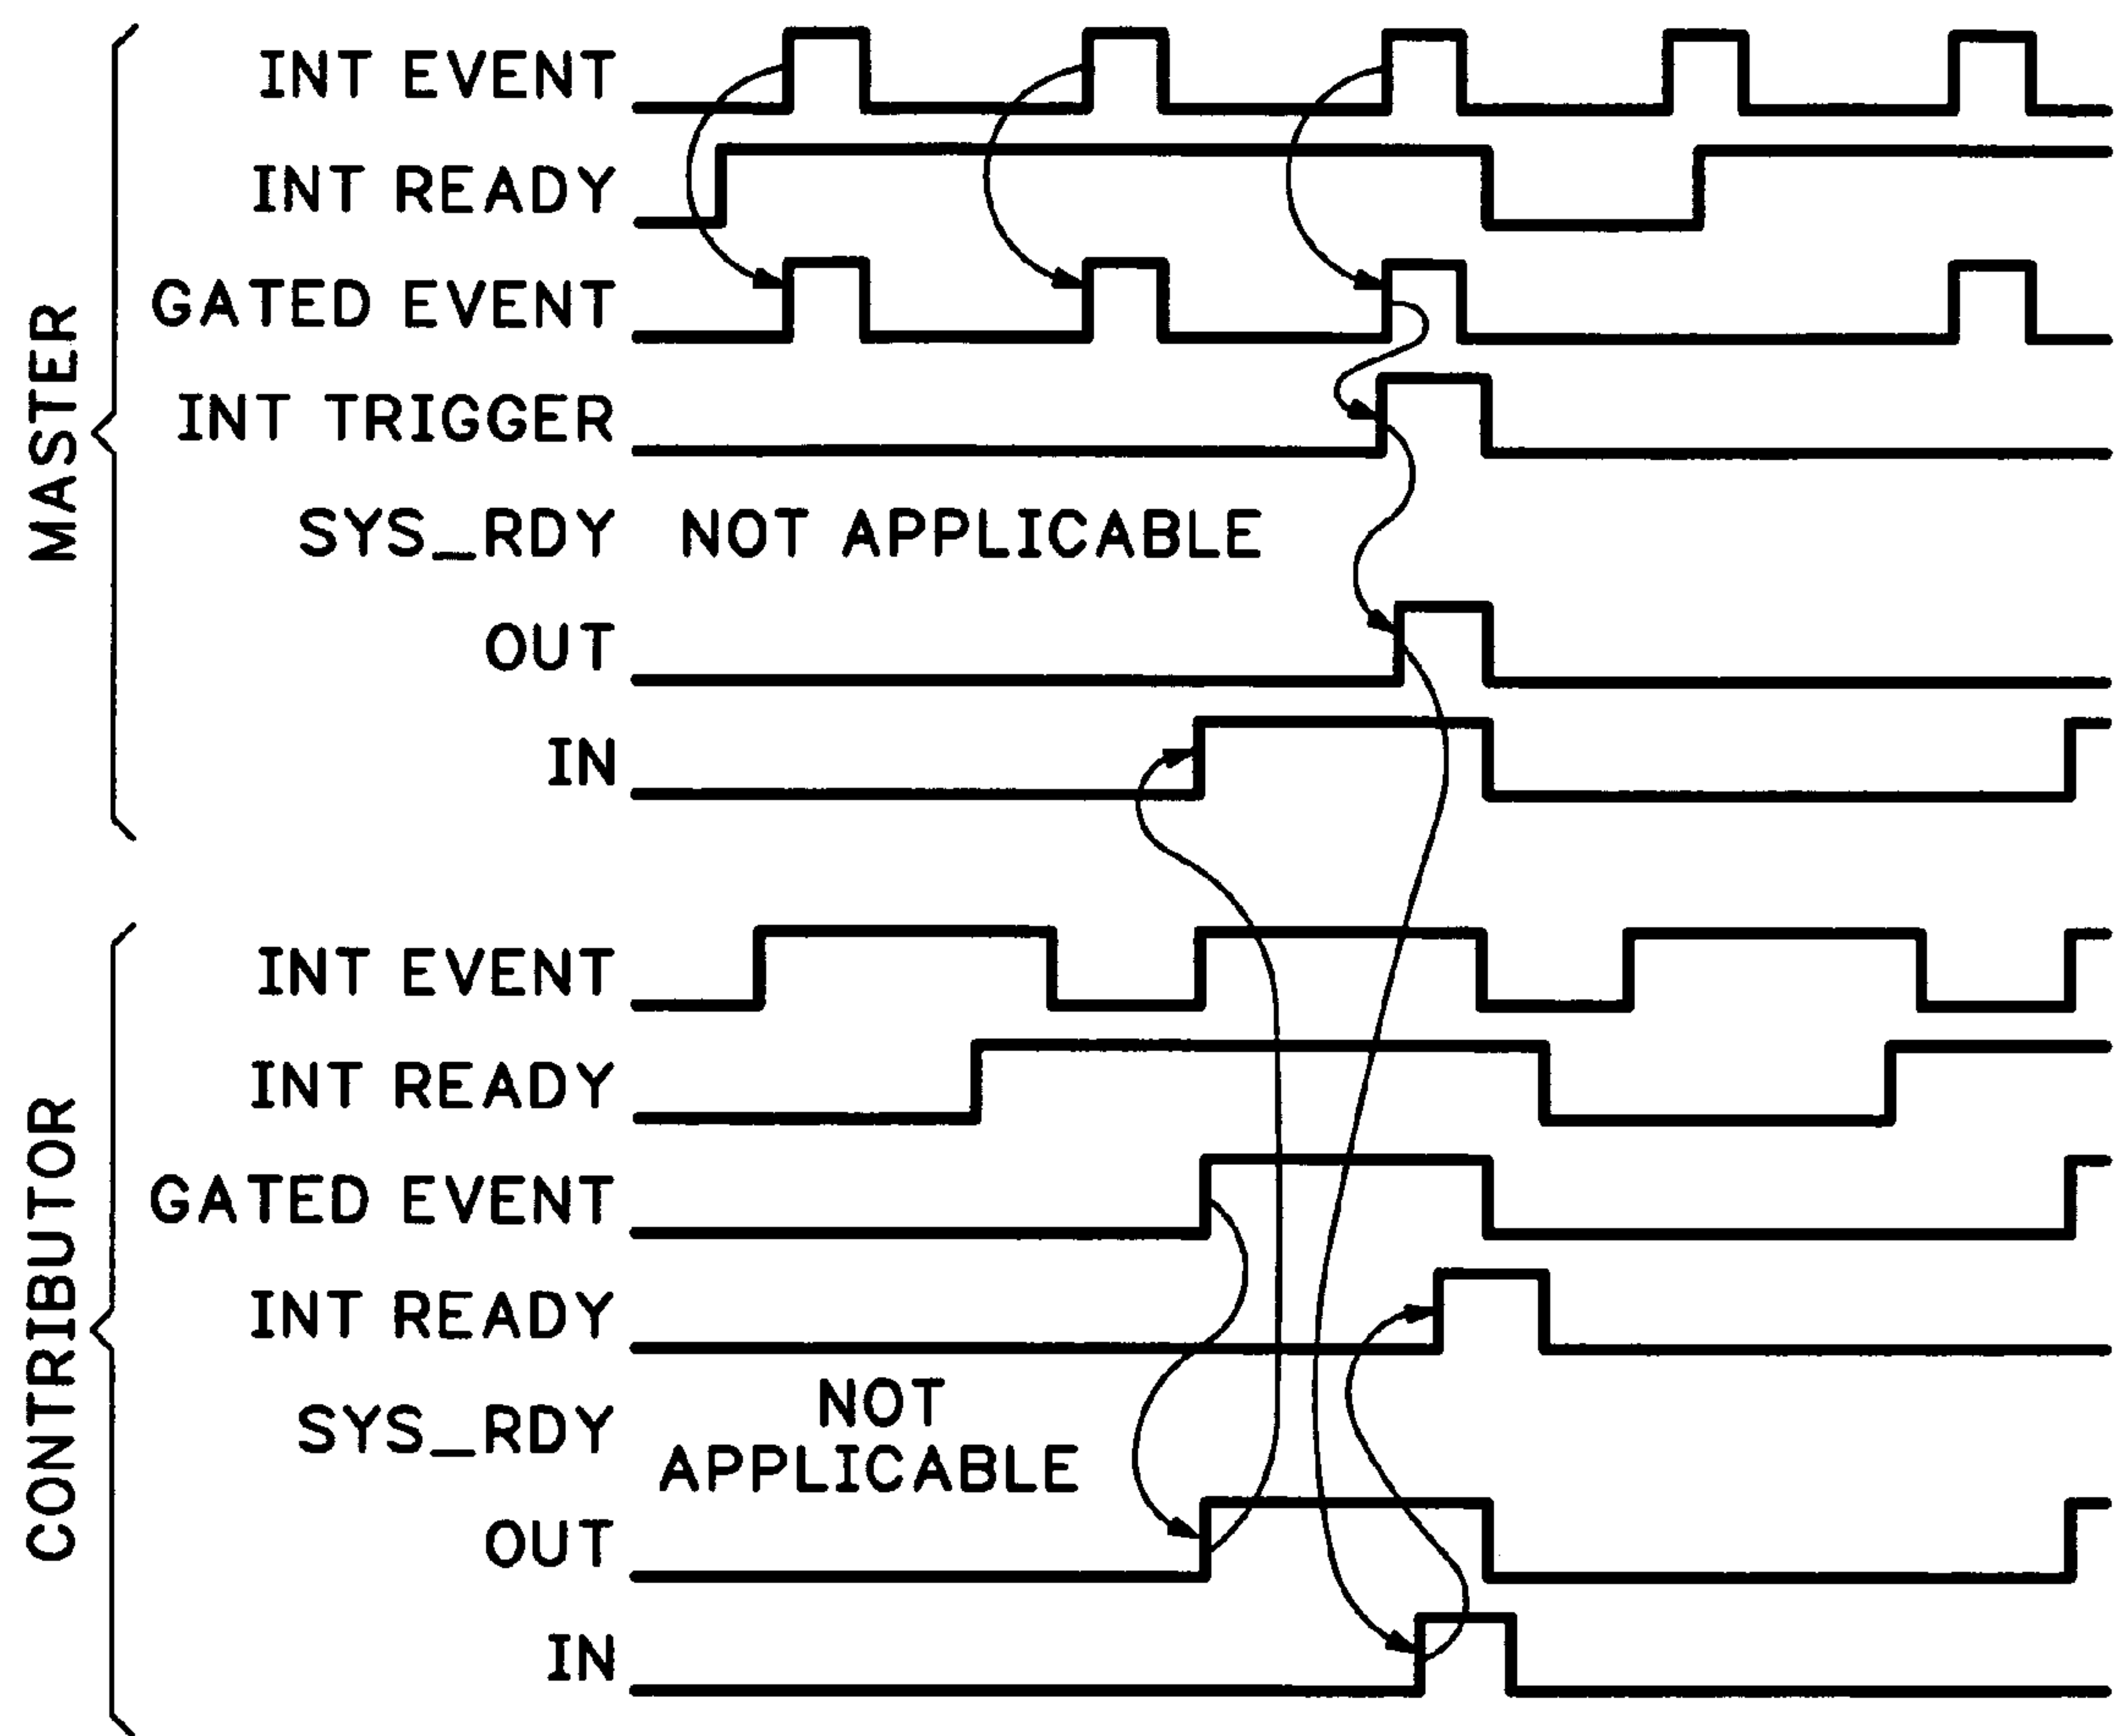 MASTER
INT EVENT
INT READY
GATED EVENT
INT TRIGGER
SYS_RDY NOT APPLICABLE
OUT
IN
CONTRIBUTOR
INT EVENT
INT READY
GATED EVENT
INT READY
SYS_RDY NOT
APPLICABLE
OUT
IN